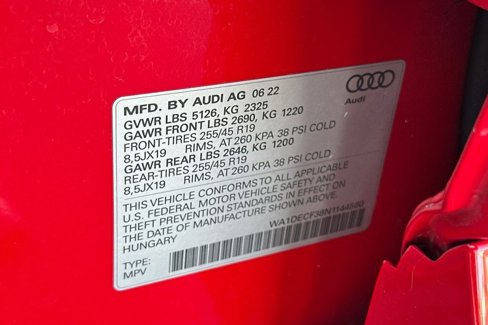 MFD. BY AUDI AG 06 22
GVWR LBS 5126, KG 2325
GAWR FRONT LBS 2690, KG 1220
FRONT-TIRES 255/45 R19
8,5JX19 RIMS, AT 260 KPA 38 PSI COLD
GAWR REAR LBS 2646, KG 1200
REAR-TIRES 255/45 R19
8,5JX19 RIMS, AT 260 KPA 38 PSI COLD
THIS VEHICLE CONFORMS TO ALL APPLICABLE
U.S. FEDERAL MOTOR VEHICLE SAFETY AND
THEFT PREVENTION STANDARDS IN EFFECT ON
THE DATE OF MANUFACTURE SHOWN ABOVE.
HUNGARY
WA1DECF38N1144560
TYPE:
MPV
Audi